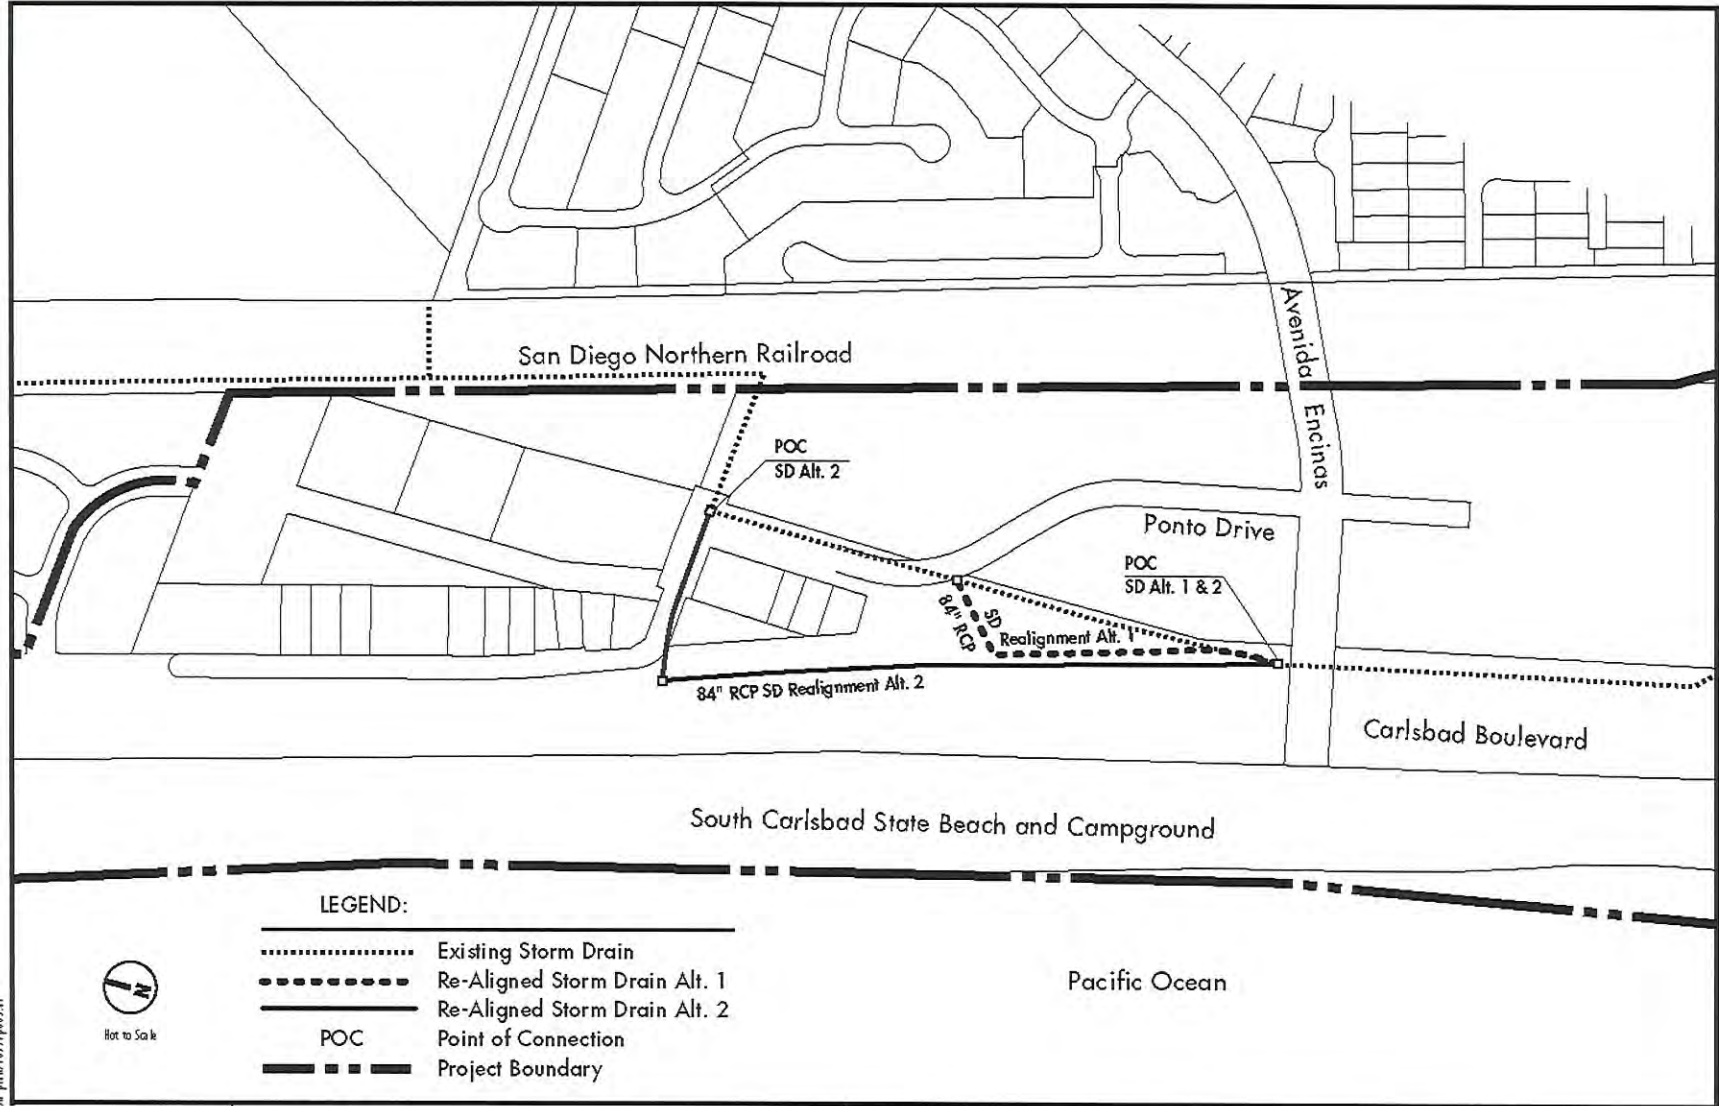 San Diego Northern Railroad
Avenida Encinas
POC
SD Alt. 2
Ponto Drive
POC
SD Alt. 1 & 2
84" RCP
SD
Realignment Alt. 1
84" RCP SD Realignment Alt. 2
Carlsbad Boulevard
South Carlsbad State Beach and Campground
Pacific Ocean
LEGEND:
Existing Storm Drain
Re-Aligned Storm Drain Alt. 1
Re-Aligned Storm Drain Alt. 2
POC Point of Connection
Project Boundary
N
Not to Scale